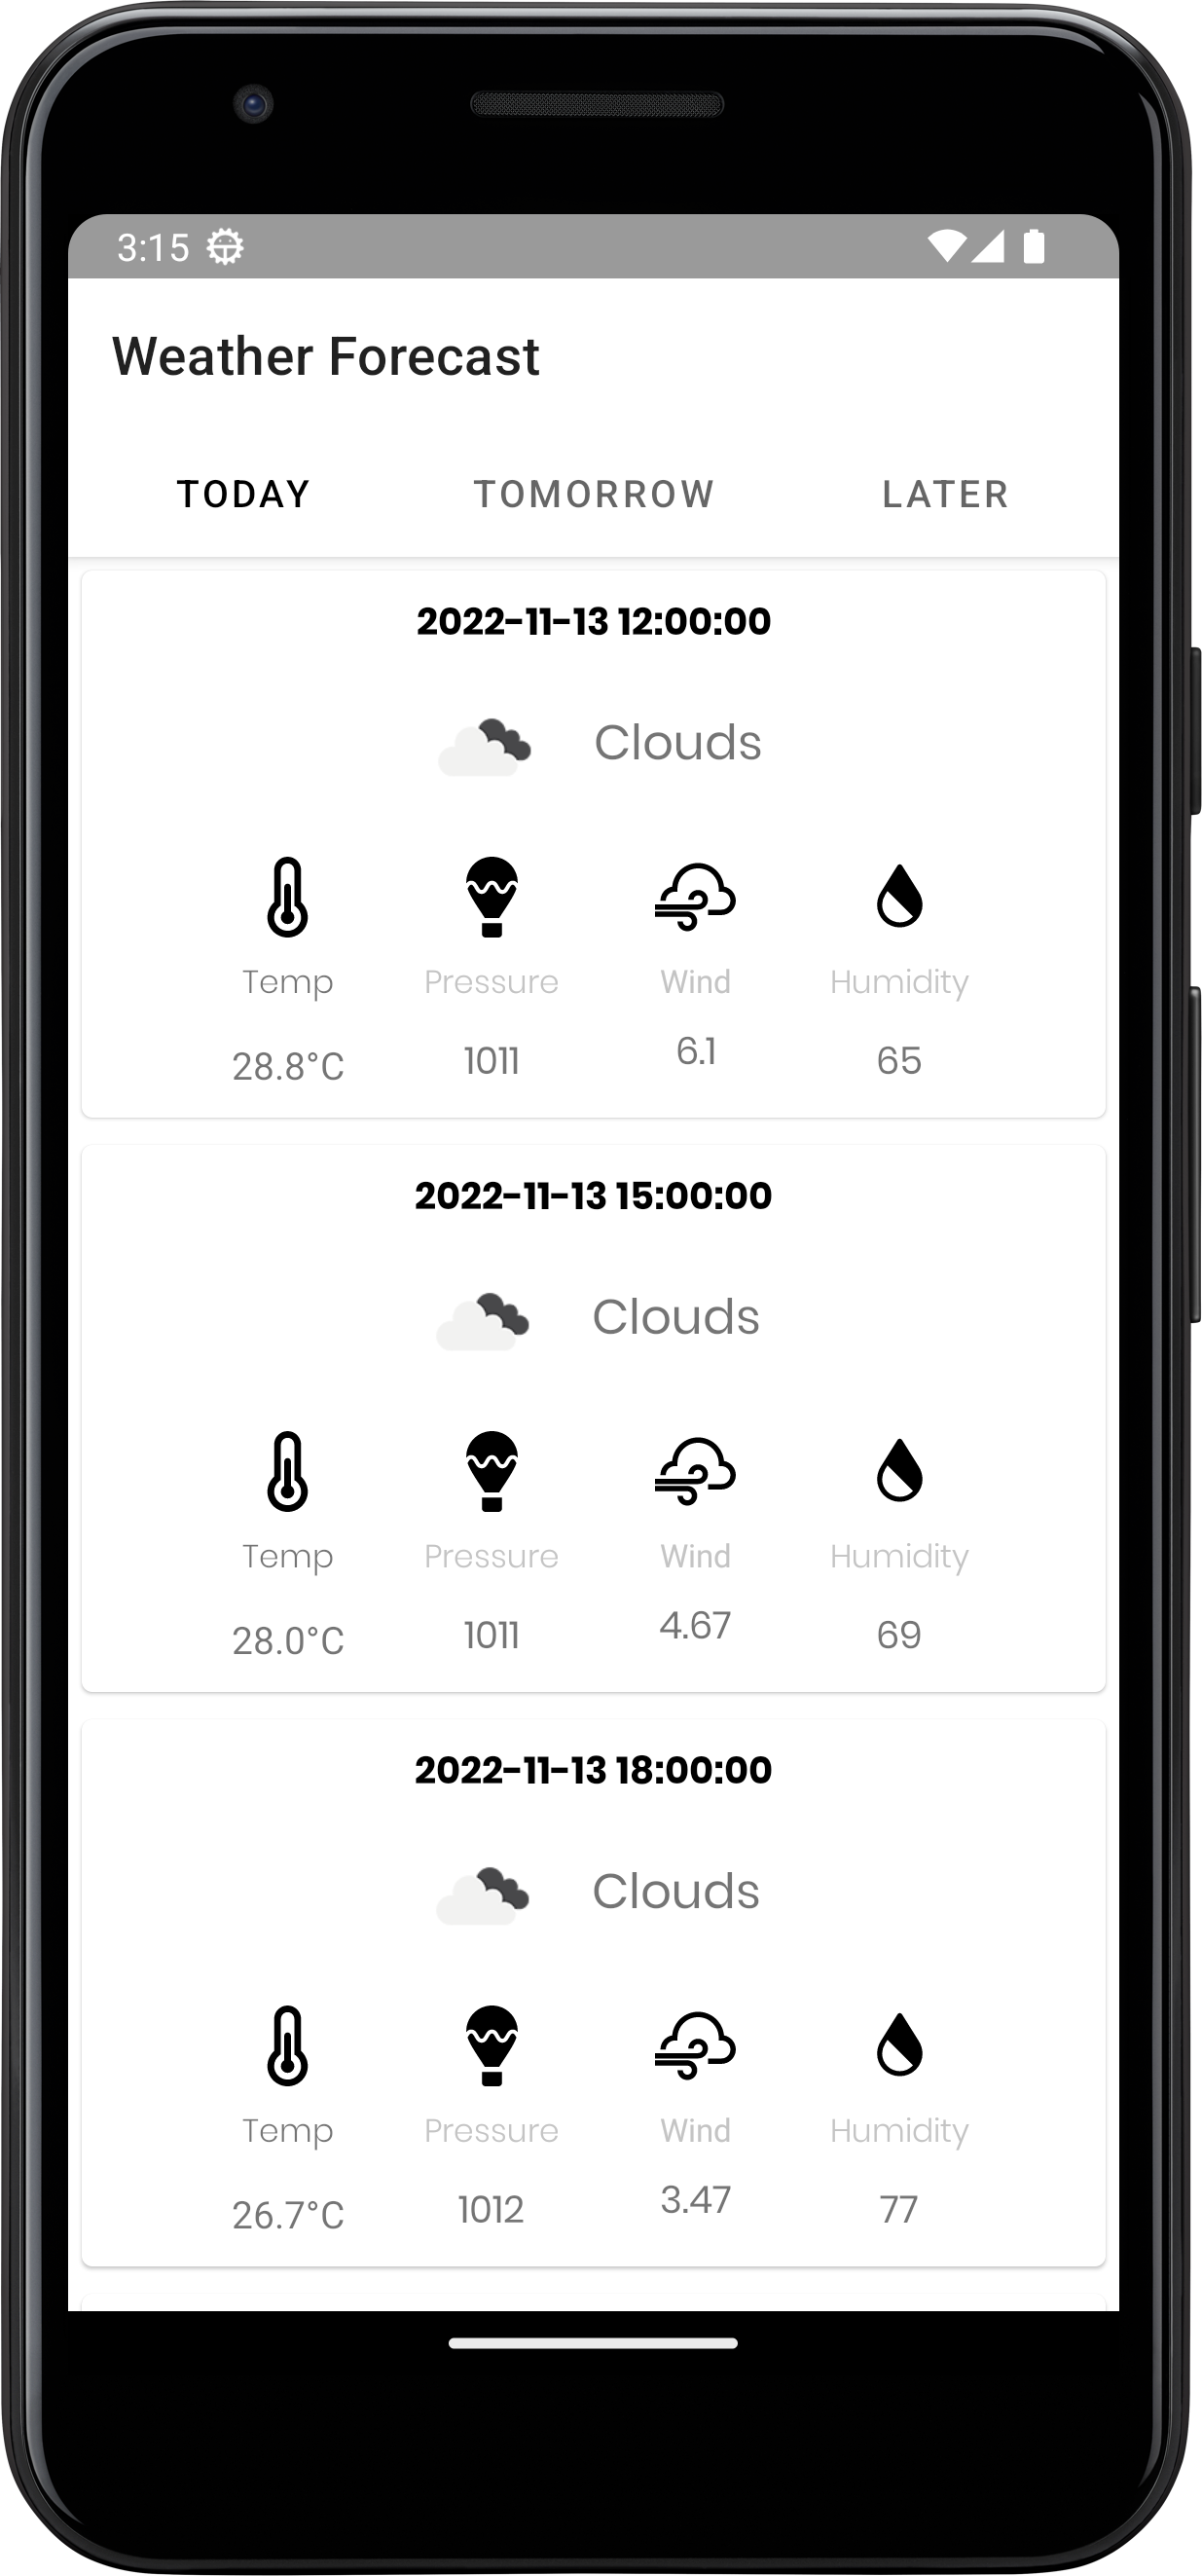 3:15
Weather Forecast
TODAY TOMORROW LATER
2022-11-13 12:00:00
Clouds
Temp Pressure Wind Humidity
28.8°C 1011 6.1 65
2022-11-13 15:00:00
Clouds
Temp Pressure Wind Humidity
28.0°C 1011 4.67 69
2022-11-13 18:00:00
Clouds
Temp Pressure Wind Humidity
26.7°C 1012 3.47 77